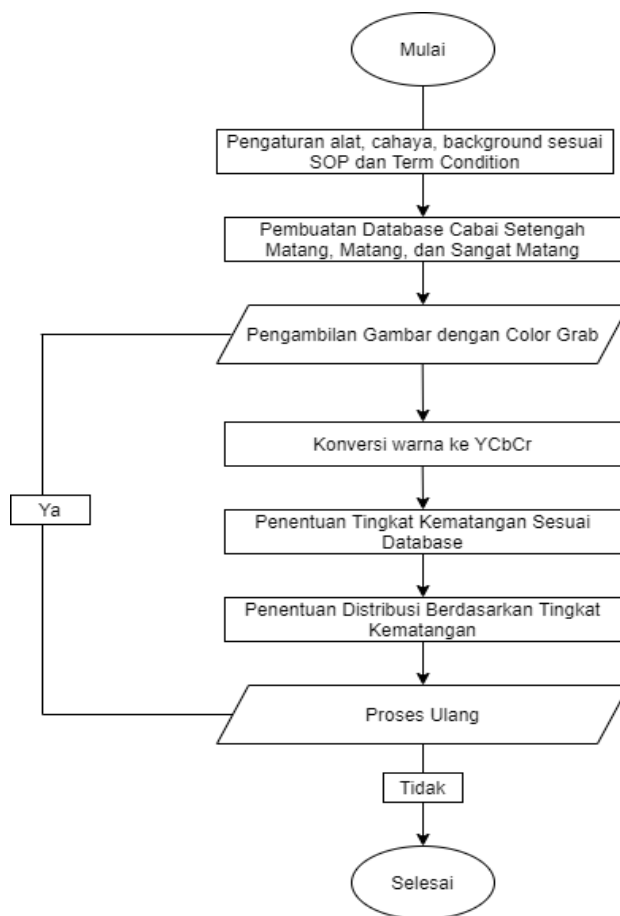 Mulai
Pengaturan alat, cahaya, background sesuai
SOP dan Term Condition
Pembuatan Database Cabai Setengah
Matang, Matang, dan Sangat Matang
Pengambilan Gambar dengan Color Grab
Konversi warna ke YCbCr
Ya
Penentuan Tingkat Kematangan Sesuai
Database
Penentuan Distribusi Berdasarkan Tingkat
Kematangan
Proses Ulang
Tidak
Selesai